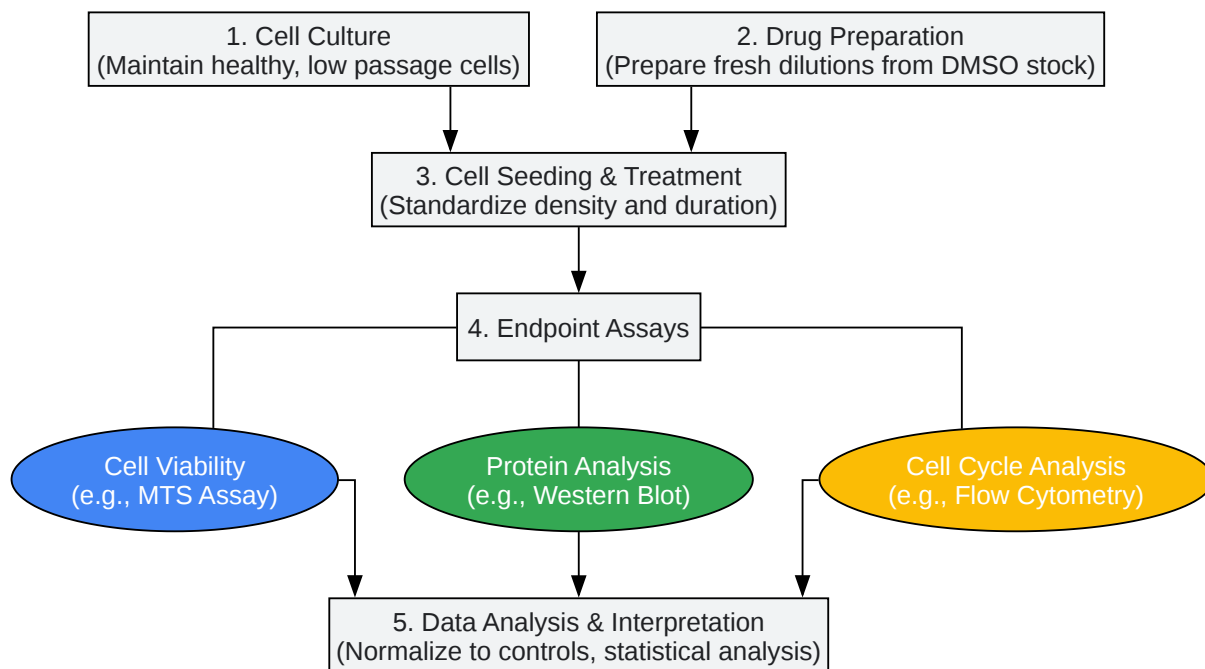 1. Cell Culture
(Maintain healthy, low passage cells)
2. Drug Preparation
(Prepare fresh dilutions from DMSO stock)
3. Cell Seeding & Treatment
(Standardize density and duration)
4. Endpoint Assays
Cell Viability
(e.g., MTS Assay)
Protein Analysis
(e.g., Western Blot)
Cell Cycle Analysis
(e.g., Flow Cytometry)
5. Data Analysis & Interpretation
(Normalize to controls, statistical analysis)